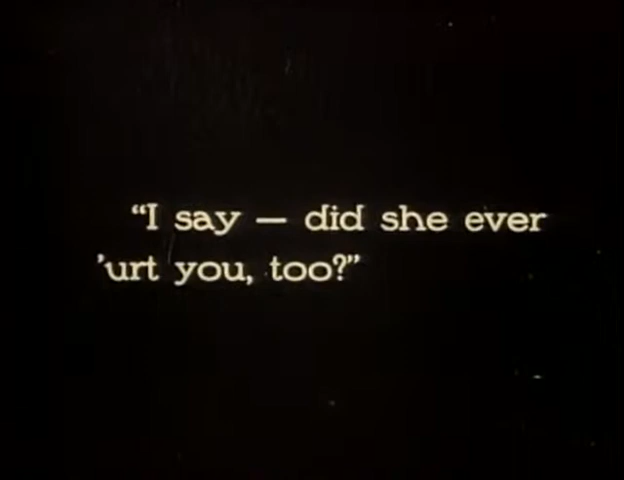 “I say — did she ever
’urt you, too?”